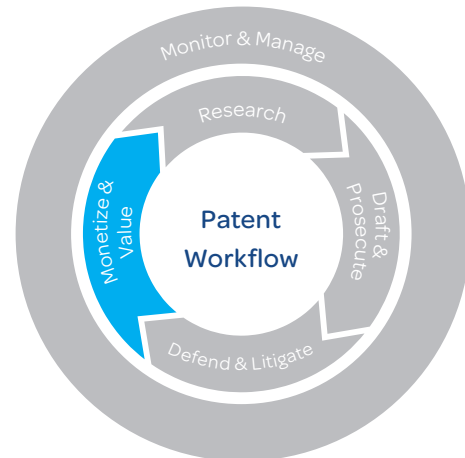 Monitor & Manage
Research
Draft &
Prosecute
Defend & Litigate
Monetize &
Value
Patent
Workflow